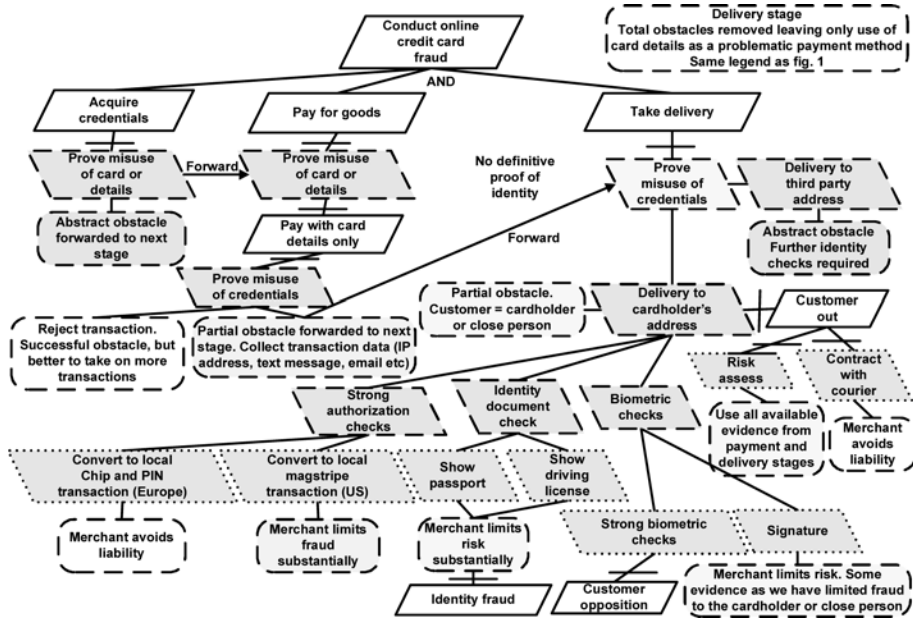 Conduct online
credit card
fraud
Delivery stage
Total obstacles removed leaving only use of
card details as a problematic payment method
Same legend as fig. 1
AND
Acquire
credentials
Pay for goods
Take delivery
Prove misuse
of card or
details
Forward
Prove misuse
of card or
details
No definitive
proof of
identity
Prove
misuse of
credentials
Delivery to
third party
address
Abstract obstacle
forwarded to next
stage
Pay with card
details only
Forward
Abstract obstacle
Further identity
checks required
Prove misuse
of credentials
Partial obstacle.
Customer = cardholder
or close person
Delivery to
cardholder's
address
Customer
out
Reject transaction.
Successful obstacle, but
better to take on more
transactions
Partial obstacle forwarded to next
stage. Collect transaction data (IP
address, text message, email etc)
Risk
assess
Contract
with
courier
Strong
authorization
checks
Identity
document
check
Biometric
checks
Use all available
evidence from
payment and
delivery stages
Merchant
avoids
liability
Convert to local
Chip and PIN
transaction (Europe)
Convert to local
magstripe
transaction (US)
Show
passport
Show
driving
license
Merchant avoids
liability
Merchant limits
fraud
substantially
Merchant limits
risk
substantially
Strong biometric
checks
Signature
Identity fraud
Customer
opposition
Merchant limits risk. Some
evidence as we have limited fraud
to the cardholder or close person